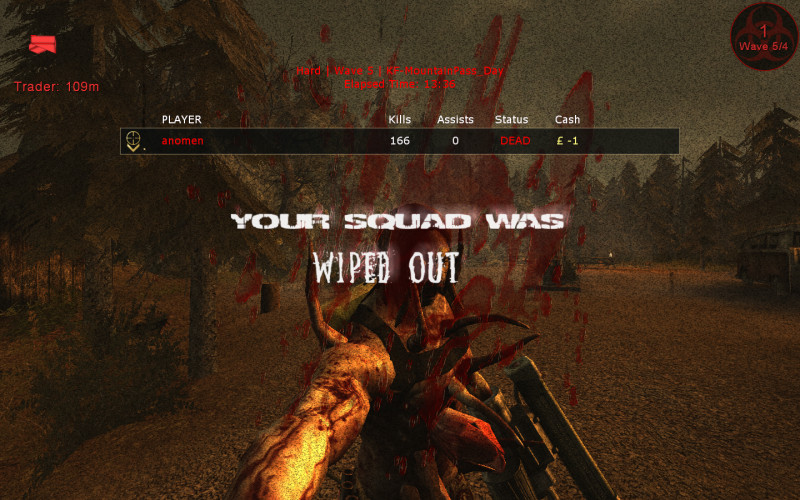 1
Wave 5/4
Trader: 109m
Hard | Wave 5 | KF-MountainPass_Day
Elapsed Time: 13:36
PLAYER Kills Assists Status Cash
anomen 166 0 DEAD £ -1
YOUR SQUAD WAS
WIPED OUT